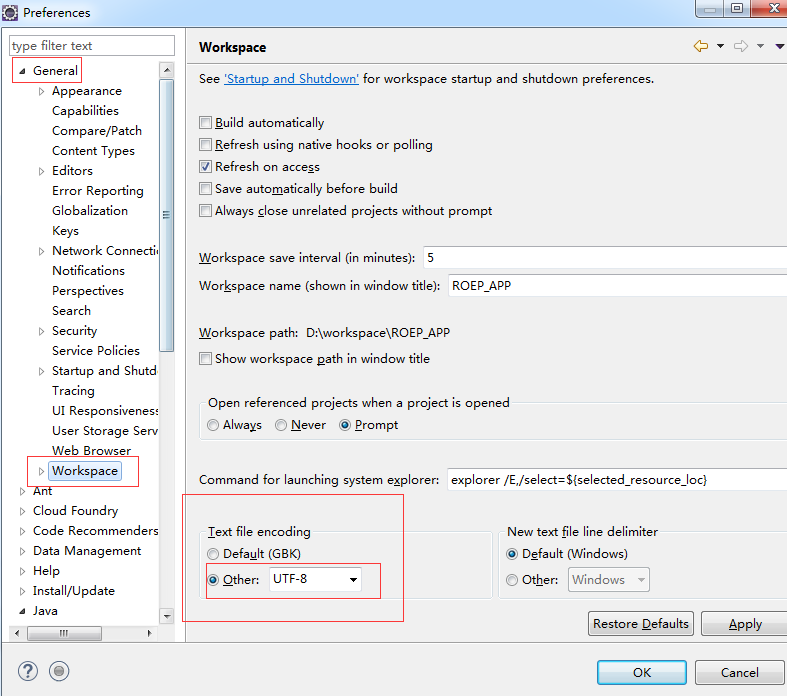 Preferences
type filter text
General
Appearance
Capabilities
Compare/Patch
Content Types
Editors
Error Reporting
Globalization
Keys
Network Connecti
Notifications
Perspectives
Search
Security
Service Policies
Startup and Shutd
Tracing
UI Responsiveness
User Storage Serv
Web Browser
Workspace
Ant
Cloud Foundry
Code Recommenders
Data Management
Help
Install/Update
Java
Workspace
See 'Startup and Shutdown' for workspace startup and shutdown preferences.
Build automatically
Refresh using native hooks or polling
Refresh on access
Save automatically before build
Always close unrelated projects without prompt
Workspace save interval (in minutes): 5
Workspace name (shown in window title): ROEP_APP
Workspace path: D:\workspace\ROEP_APP
Show workspace path in window title
Open referenced projects when a project is opened
Always Never Prompt
Command for launching system explorer: explorer /E,/select=${selected_resource_loc}
Text file encoding
Default (GBK)
Other: UTF-8
New text file line delimiter
Default (Windows)
Other: Windows
Restore Defaults Apply
OK Cancel